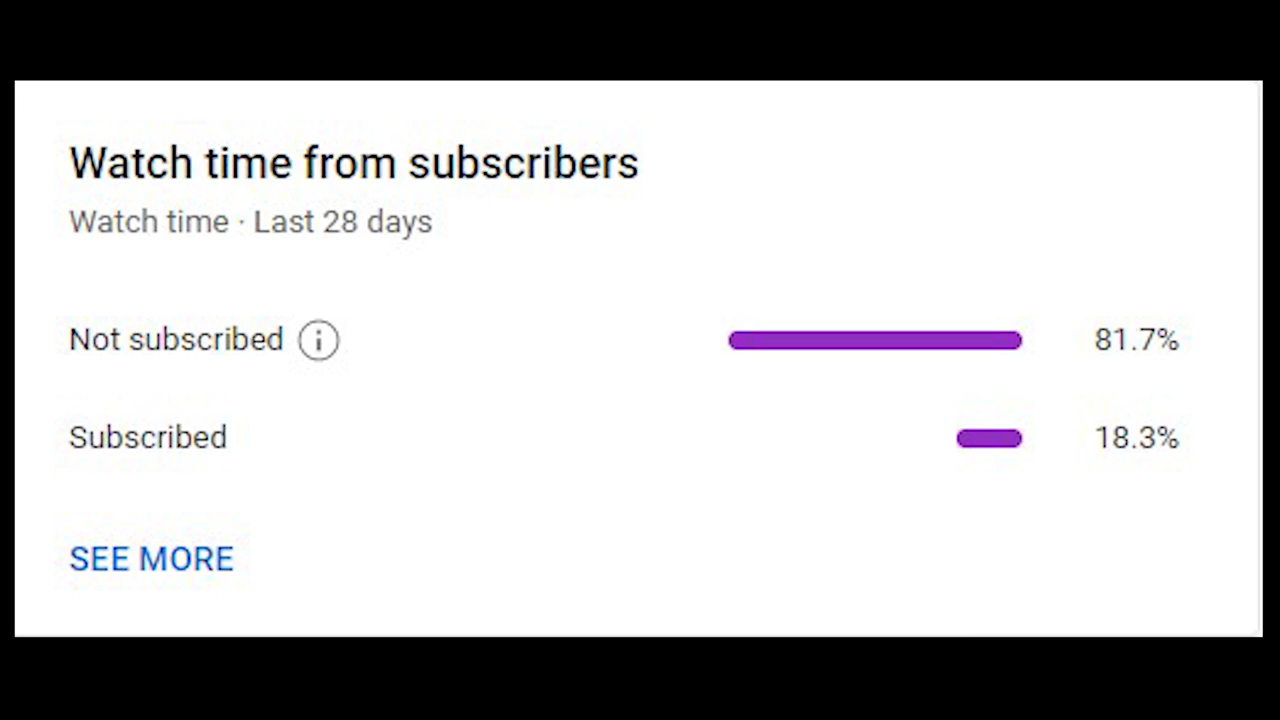 Watch time from subscribers
Watch time · Last 28 days
Not subscribed 81.7%
Subscribed 18.3%
SEE MORE